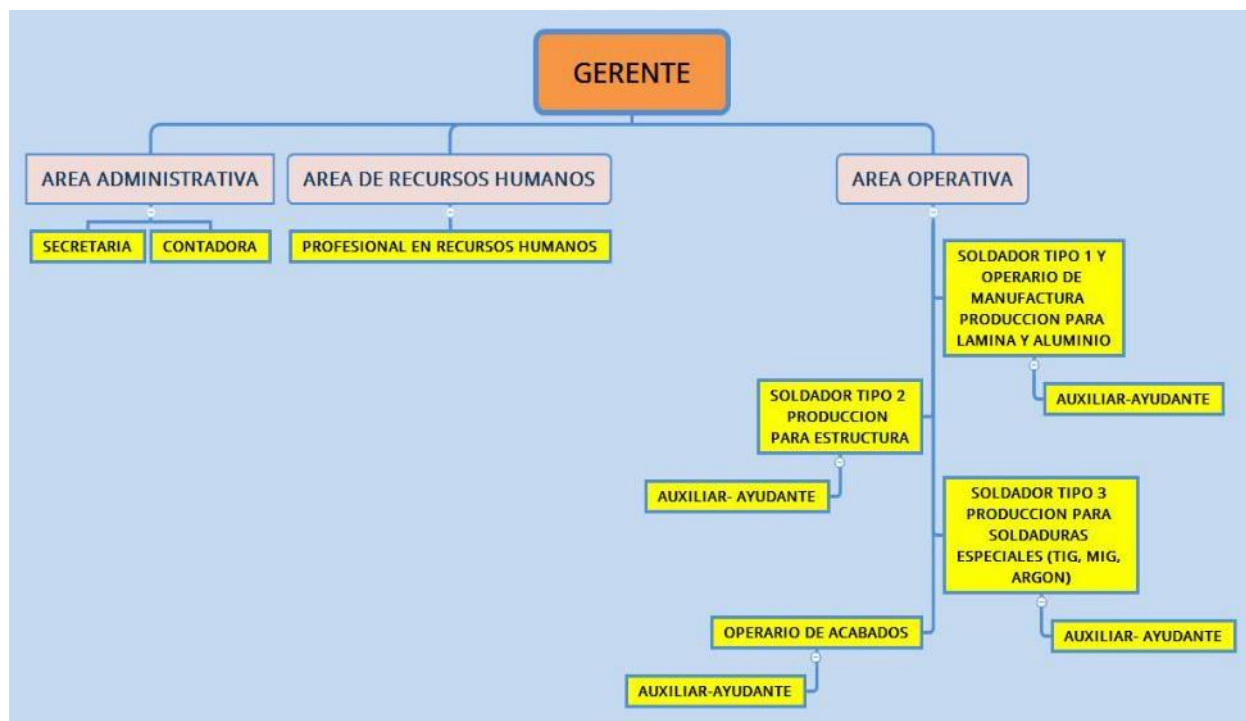 GERENTE
AREA ADMINISTRATIVA
AREA DE RECURSOS HUMANOS
AREA OPERATIVA
SECRETARIA
CONTADORA
PROFESIONAL EN RECURSOS HUMANOS
SOLDADOR TIPO 1 Y
OPERARIO DE
MANUFACTURA
PRODUCCION PARA
LAMINA Y ALUMINIO
AUXILIAR-AYUDANTE
SOLDADOR TIPO 2
PRODUCCION
PARA ESTRUCTURA
AUXILIAR- AYUDANTE
SOLDADOR TIPO 3
PRODUCCION PARA
SOLDADURAS
ESPECIALES (TIG, MIG,
ARGON)
AUXILIAR- AYUDANTE
OPERARIO DE ACABADOS
AUXILIAR-AYUDANTE